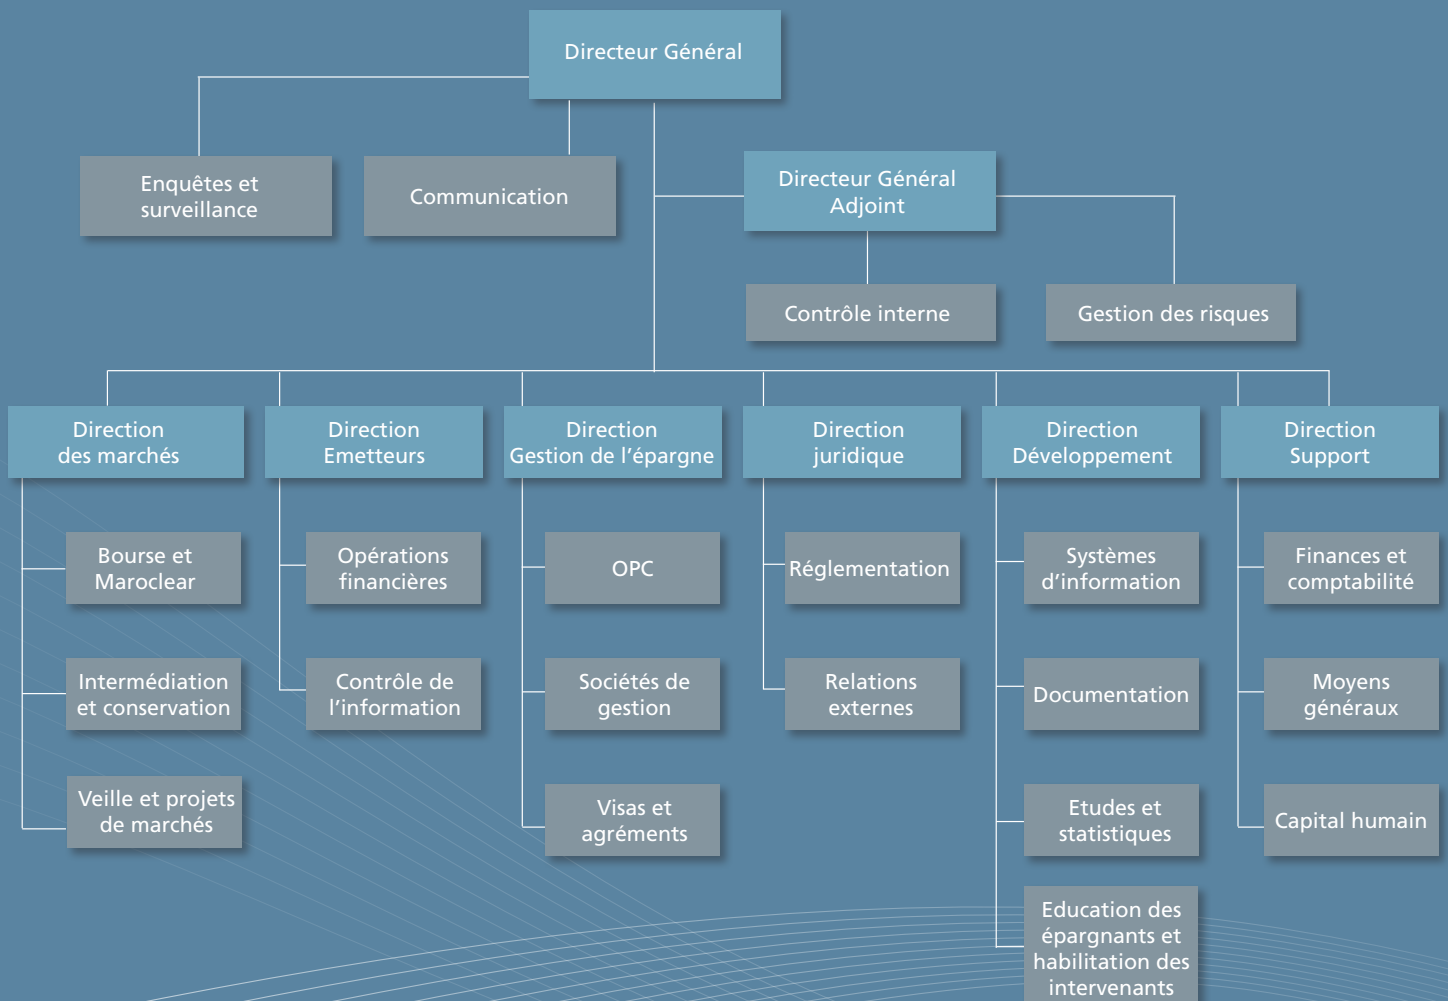 Directeur Général
Enquêtes et
surveillance
Communication
Directeur Général
Adjoint
Contrôle interne
Gestion des risques
Direction
des marchés
Direction
Emetteurs
Direction
Gestion de l'épargne
Direction
juridique
Direction
Développement
Direction
Support
Bourse et
Maroclear
Opérations
financières
OPC
Réglementation
Systèmes
d'information
Finances et
comptabilité
Intermédiation
et conservation
Contrôle de
l'information
Sociétés de
gestion
Relations
externes
Documentation
Moyens
généraux
Veille et projets
de marchés
Visas et
agréments
Etudes et
statistiques
Capital humain
Education des
épargnants et
habilitation des
intervenants